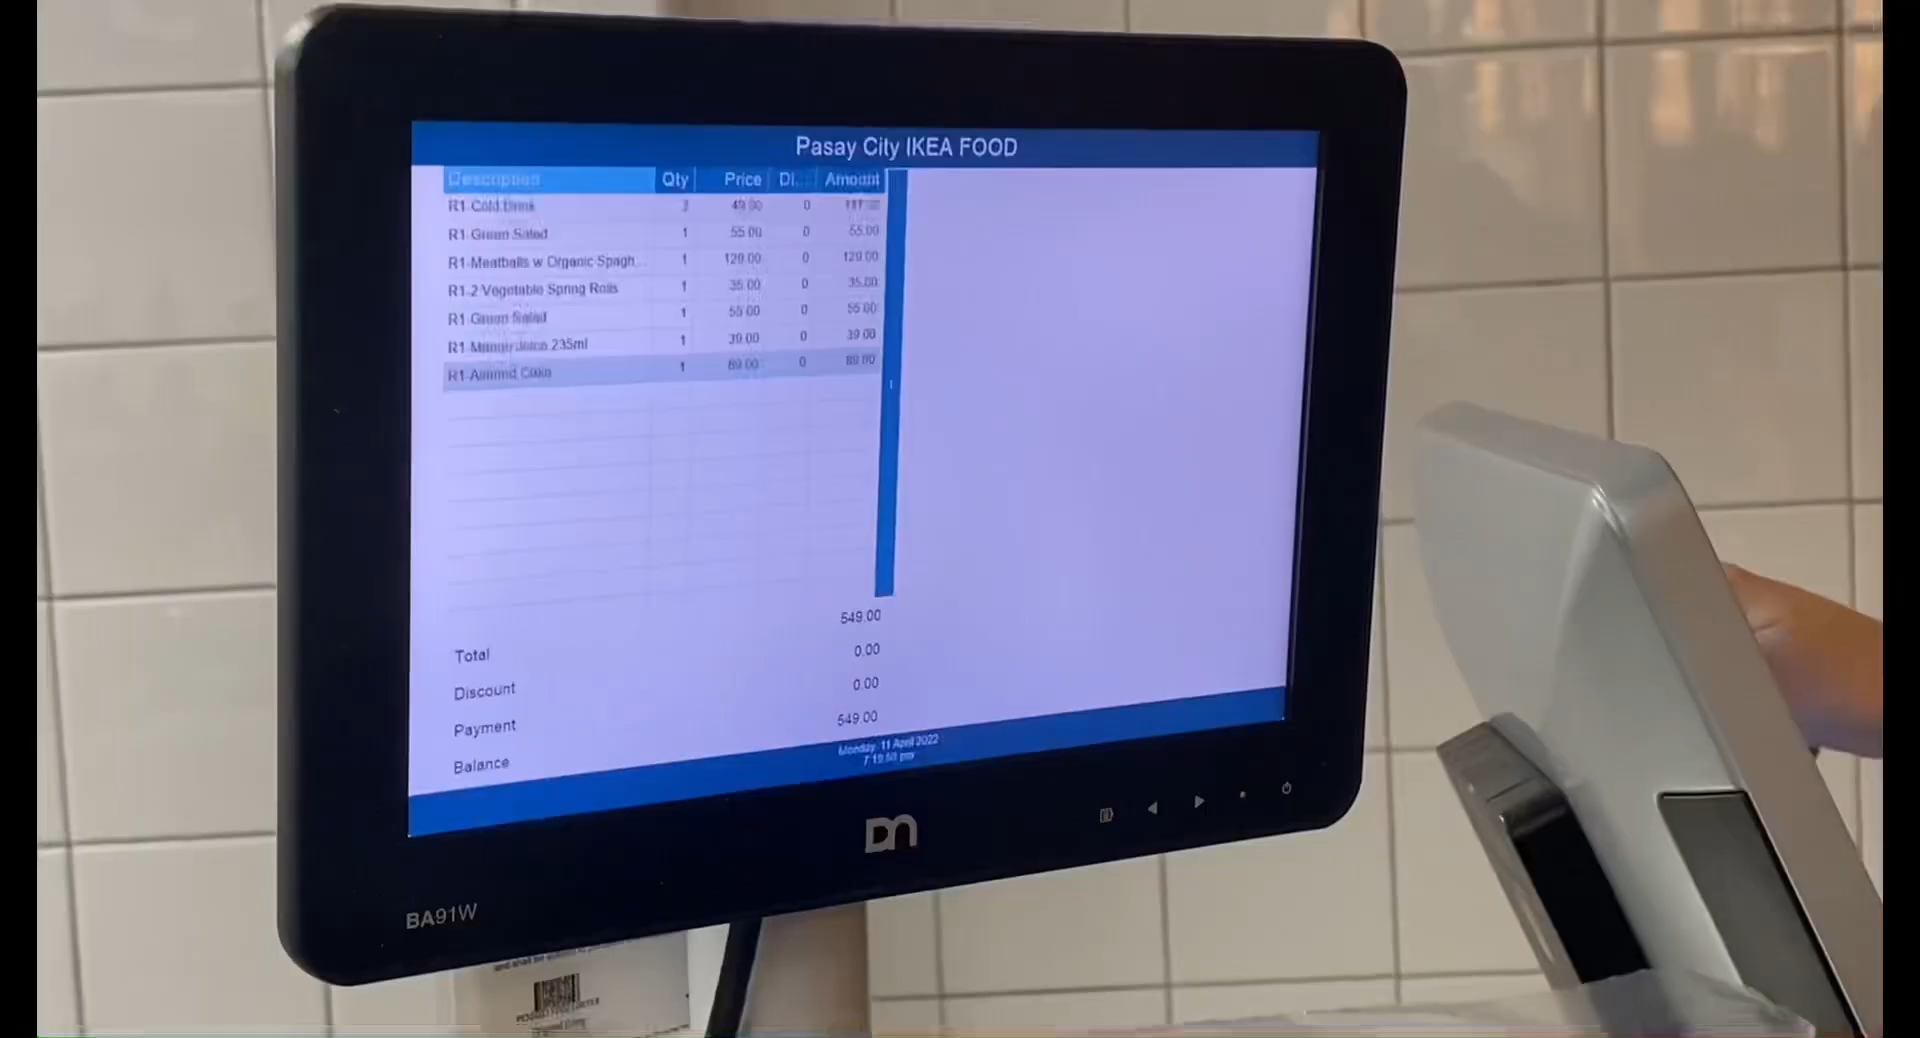 Pasay City IKEA FOOD
Description Qty Price Di... Amount
R1 Cold Drink 3 49.00 0 147.00
R1 Green Salad 1 55.00 0 55.00
R1-Meatballs w Organic Spagh... 1 129.00 0 129.00
R1-2 Vegetable Spring Rolls 1 35.00 0 35.00
R1 Green Salad 1 55.00 0 55.00
R1 Mango Juice 235ml 1 39.00 0 39.00
R1-Almond Cake 1 89.00 0 89.00
549.00
Total 0.00
Discount 0.00
Payment 549.00
Balance
Monday, 11 April 2022
DN
BA91W